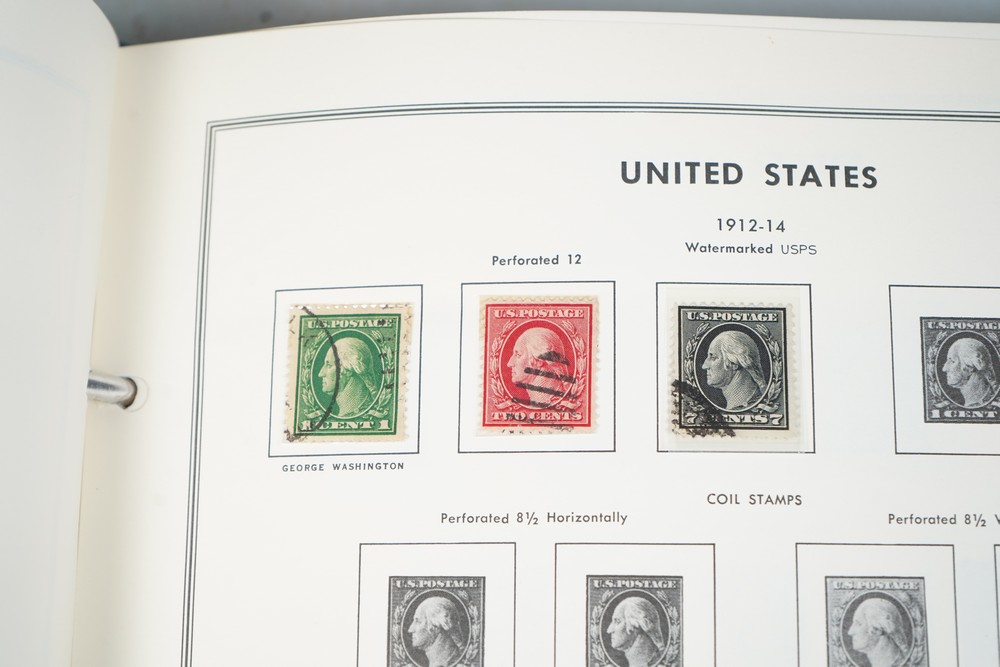 UNITED STATES
1912-14
Watermarked USPS
Perforated 12
U.S.POSTAGE
1 CENT 1
GEORGE WASHINGTON
U.S.POSTAGE
TWO CENTS
U.S.POSTAGE
7 CENTS 7
U.S.POSTAGE
1 CENT
COIL STAMPS
Perforated 8½ Horizontally
Perforated 8½
U.S.POSTAGE
U.S.POSTAGE
U.S.POSTAGE